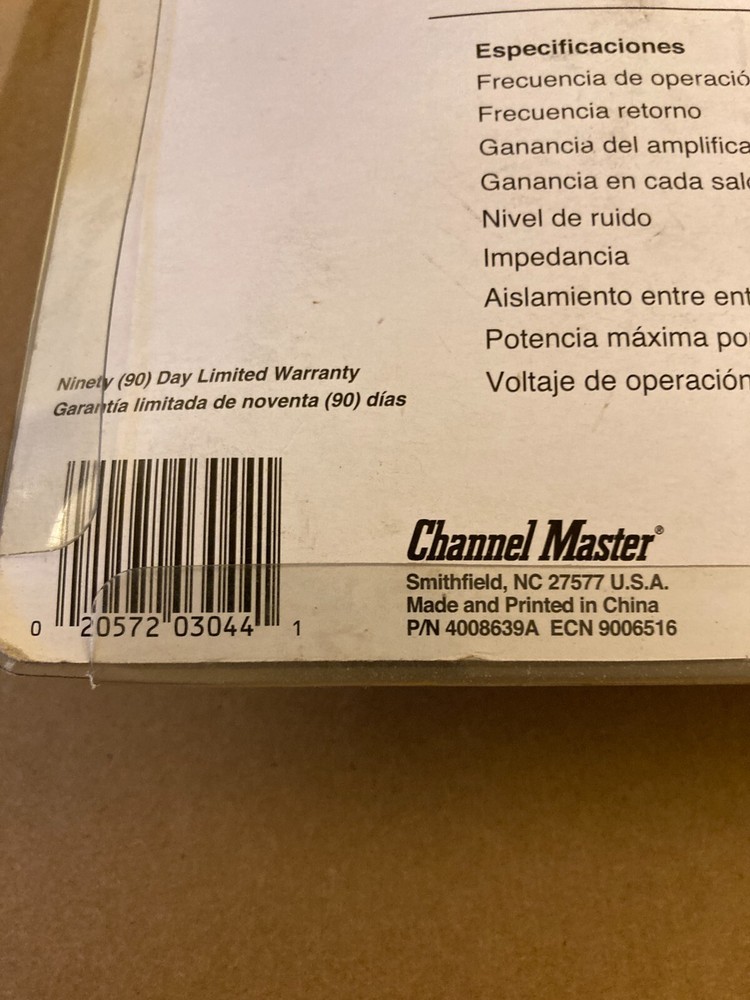 Especificaciones
Frecuencia de operació
Frecuencia retorno
Ganancia del amplifica
Ganancia en cada sal
Nivel de ruido
Impedancia
Aislamiento entre ent
Potencia máxima po
Voltaje de operación
Ninety (90) Day Limited Warranty
Garantía limitada de noventa (90) días
0 20572 03044 1
Channel Master®
Smithfield, NC 27577 U.S.A.
Made and Printed in China
P/N 4008639A ECN 9006516